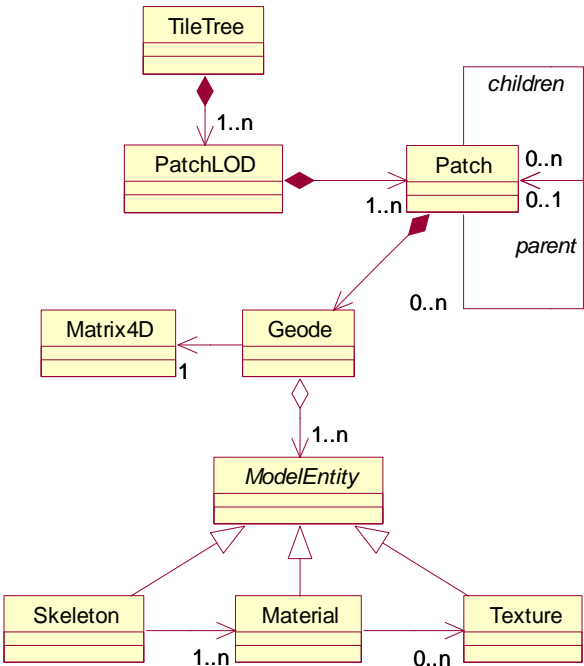 TileTree
children
1..n
PatchLOD
Patch
0..n
1..n
0..1
parent
0..n
Matrix4D
Geode
1
1..n
ModelEntity
Skeleton
Material
Texture
1..n
0..n